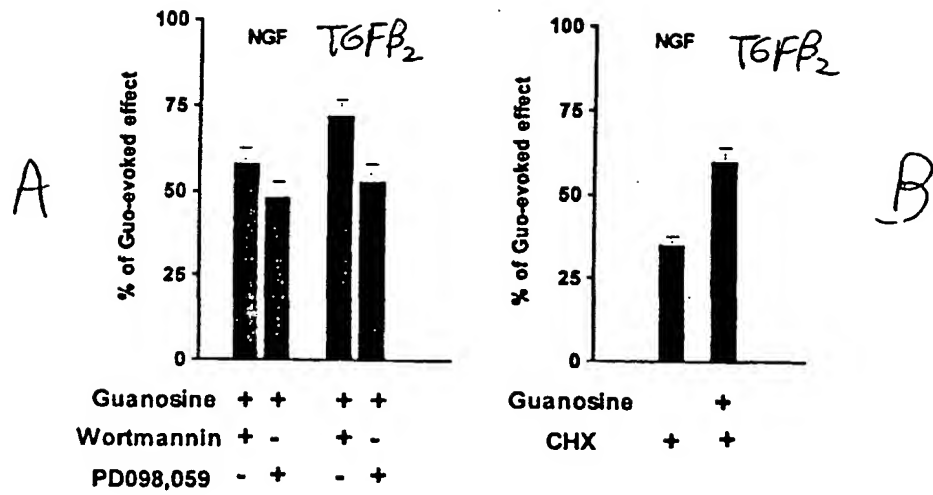 A
% of Guo-evoked effect
100
75
50
25
0
NGF TGFβ₂
Guanosine + + + +
Wortmannin + - + -
PD098,059 - + - +
B
% of Guo-evoked effect
100
75
50
25
0
NGF TGFβ₂
Guanosine +
CHX + +